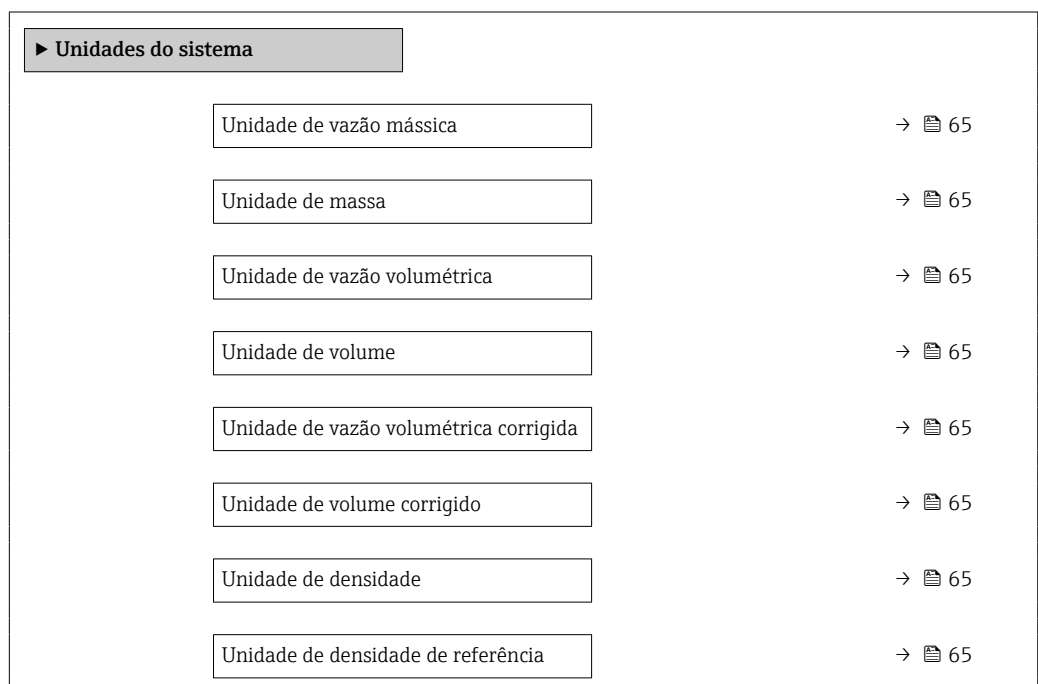 ▶ Unidades do sistema
Unidade de vazão mássica → 65
Unidade de massa → 65
Unidade de vazão volumétrica → 65
Unidade de volume → 65
Unidade de vazão volumétrica corrigida → 65
Unidade de volume corrigido → 65
Unidade de densidade → 65
Unidade de densidade de referência → 65